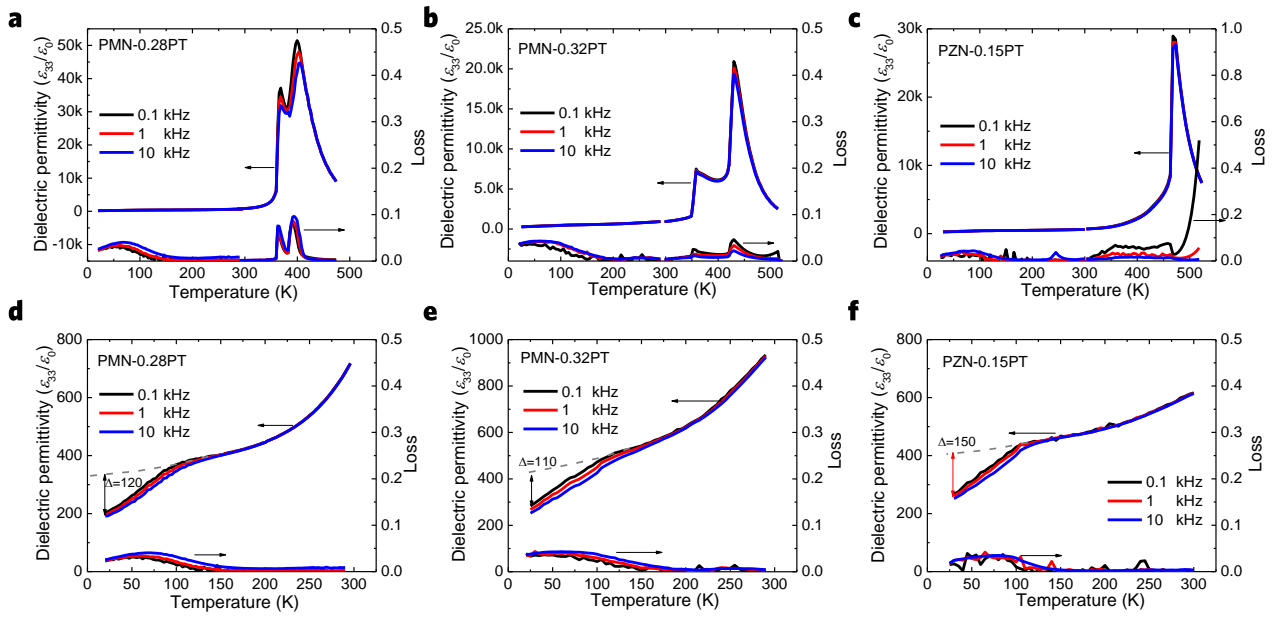 a
PMN-0.28PT
0.1 kHz
1 kHz
10 kHz
Dielectric permittivity (ε33/ε0)
50k
40k
30k
20k
10k
0
-10k
0 100 200 300 400 500
Temperature (K)
0.5
0.4
0.3
0.2
0.1
0.0
Loss
b
PMN-0.32PT
0.1 kHz
1 kHz
10 kHz
Dielectric permittivity (ε33/ε0)
25.0k
20.0k
15.0k
10.0k
5.0k
0.0
0 100 200 300 400 500
Temperature (K)
0.5
0.4
0.3
0.2
0.1
0.0
Loss
c
PZN-0.15PT
0.1 kHz
1 kHz
10 kHz
Dielectric permittivity (ε33/ε0)
30k
20k
10k
0
0 100 200 300 400 500
Temperature (K)
1.0
0.8
0.6
0.4
0.2
0.0
Loss
d
PMN-0.28PT
0.1 kHz
1 kHz
10 kHz
Δ=120
Dielectric permittivity (ε33/ε0)
800
600
400
200
0
0 50 100 150 200 250 300
Temperature (K)
0.5
0.4
0.3
0.2
0.1
0.0
Loss
e
PMN-0.32PT
0.1 kHz
1 kHz
10 kHz
Δ=110
Dielectric permittivity (ε33/ε0)
1000
800
600
400
200
0
0 50 100 150 200 250 300
Temperature (K)
0.5
0.4
0.3
0.2
0.1
0.0
Loss
f
PZN-0.15PT
Δ=150
0.1 kHz
1 kHz
10 kHz
Dielectric permittivity (ε33/ε0)
800
600
400
200
0
0 50 100 150 200 250 300
Temperature (K)
0.5
0.4
0.3
0.2
0.1
0.0
Loss